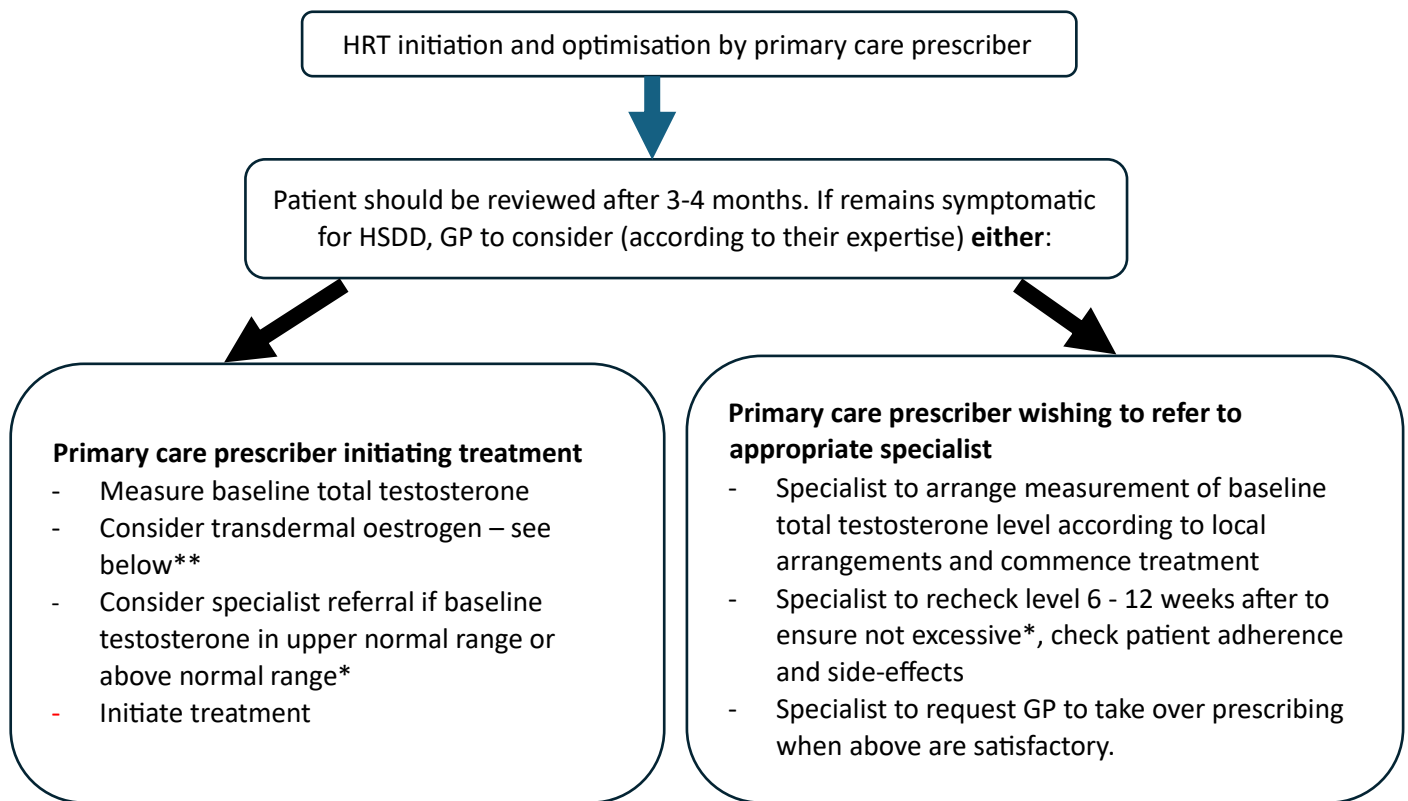 HRT initiation and optimisation by primary care prescriber
Patient should be reviewed after 3-4 months. If remains symptomatic
for HSDD, GP to consider (according to their expertise) either:
Primary care prescriber initiating treatment
- Measure baseline total testosterone
- Consider transdermal oestrogen – see
below**
- Consider specialist referral if baseline
testosterone in upper normal range or
above normal range*
- Initiate treatment
Primary care prescriber wishing to refer to
appropriate specialist
- Specialist to arrange measurement of baseline
total testosterone level according to local
arrangements and commence treatment
- Specialist to recheck level 6 - 12 weeks after to
ensure not excessive*, check patient adherence
and side-effects
- Specialist to request GP to take over prescribing
when above are satisfactory.